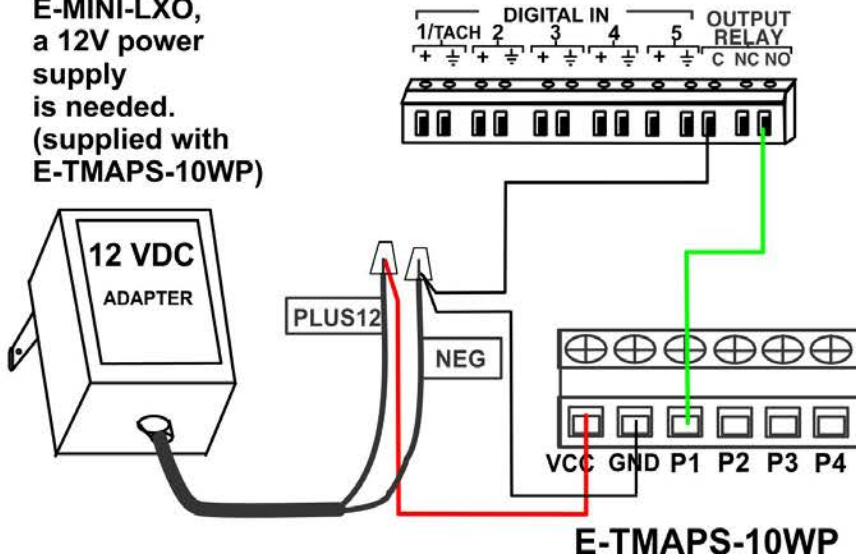 E-MINI-LXO,
a 12V power
supply
is needed.
(supplied with
E-TMAPS-10WP)
DIGITAL IN
1/TACH 2 3 4 5
OUTPUT
RELAY
+ ⏚ + ⏚ + ⏚ + ⏚ + ⏚ C NC NO
12 VDC
ADAPTER
PLUS12
NEG
VCC GND P1 P2 P3 P4
E-TMAPS-10WP